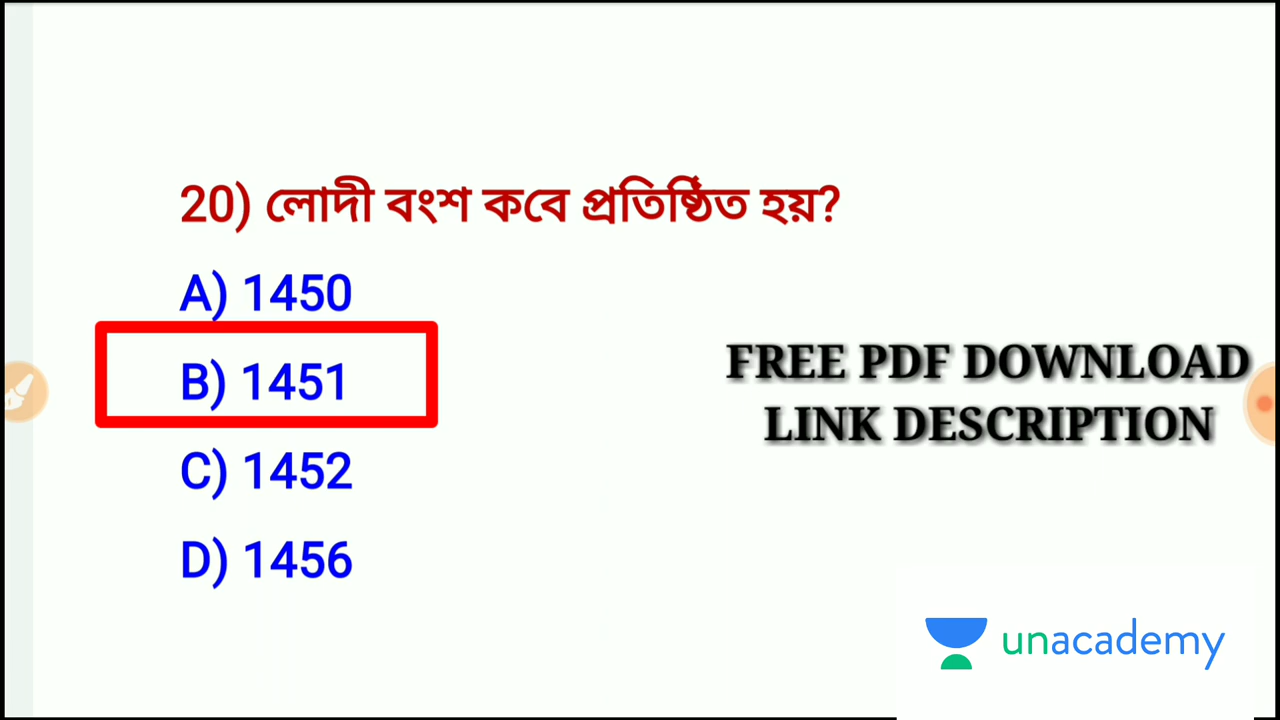 20) লোদী বংশ কবে প্রতিষ্ঠিত হয়?
A) 1450
B) 1451
C) 1452
D) 1456
FREE PDF DOWNLOAD
LINK DESCRIPTION
unacademy